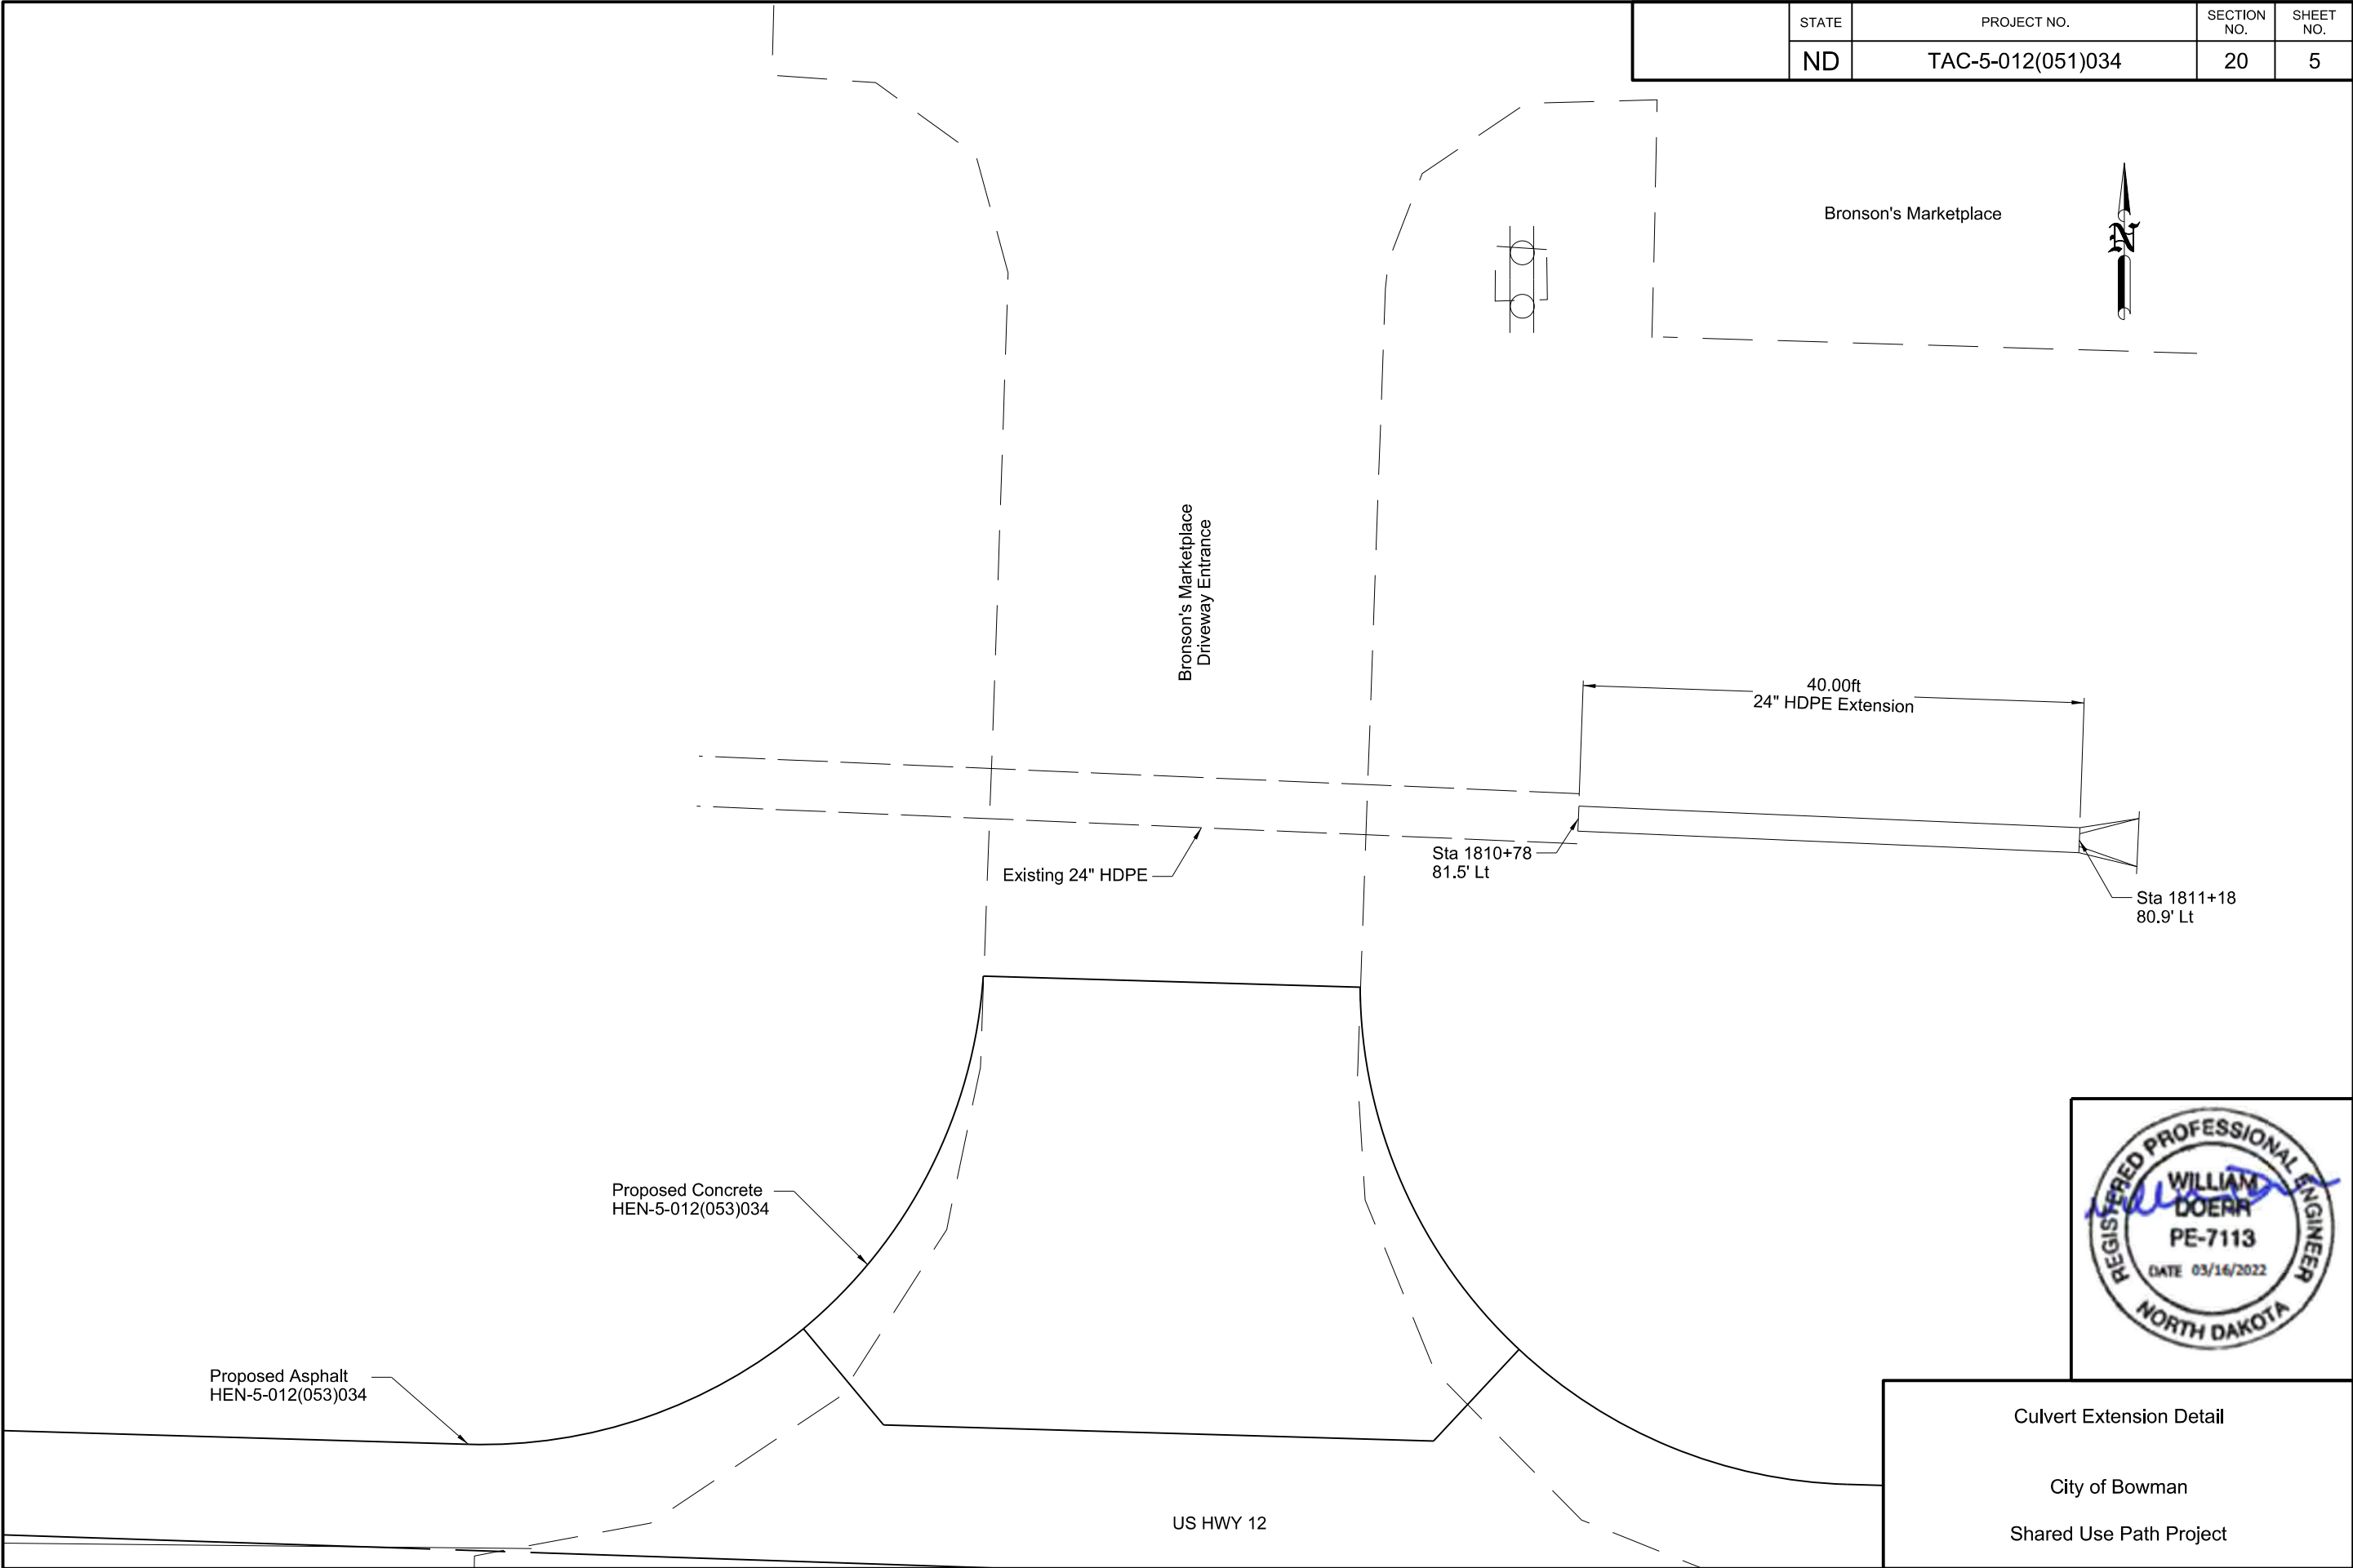 STATE
PROJECT NO.
SECTION
NO.
SHEET
NO.
ND
TAC-5-012(051)034
20
5
Bronson's Marketplace
N
Bronson's Marketplace
Driveway Entrance
40.00ft
24" HDPE Extension
Existing 24" HDPE
Sta 1810+78
81.5' Lt
Sta 1811+18
80.9' Lt
Proposed Concrete
HEN-5-012(053)034
Proposed Asphalt
HEN-5-012(053)034
US HWY 12
REGISTERED PROFESSIONAL ENGINEER
WILLIAM
DOERR
PE-7113
DATE 03/16/2022
NORTH DAKOTA
Culvert Extension Detail
City of Bowman
Shared Use Path Project